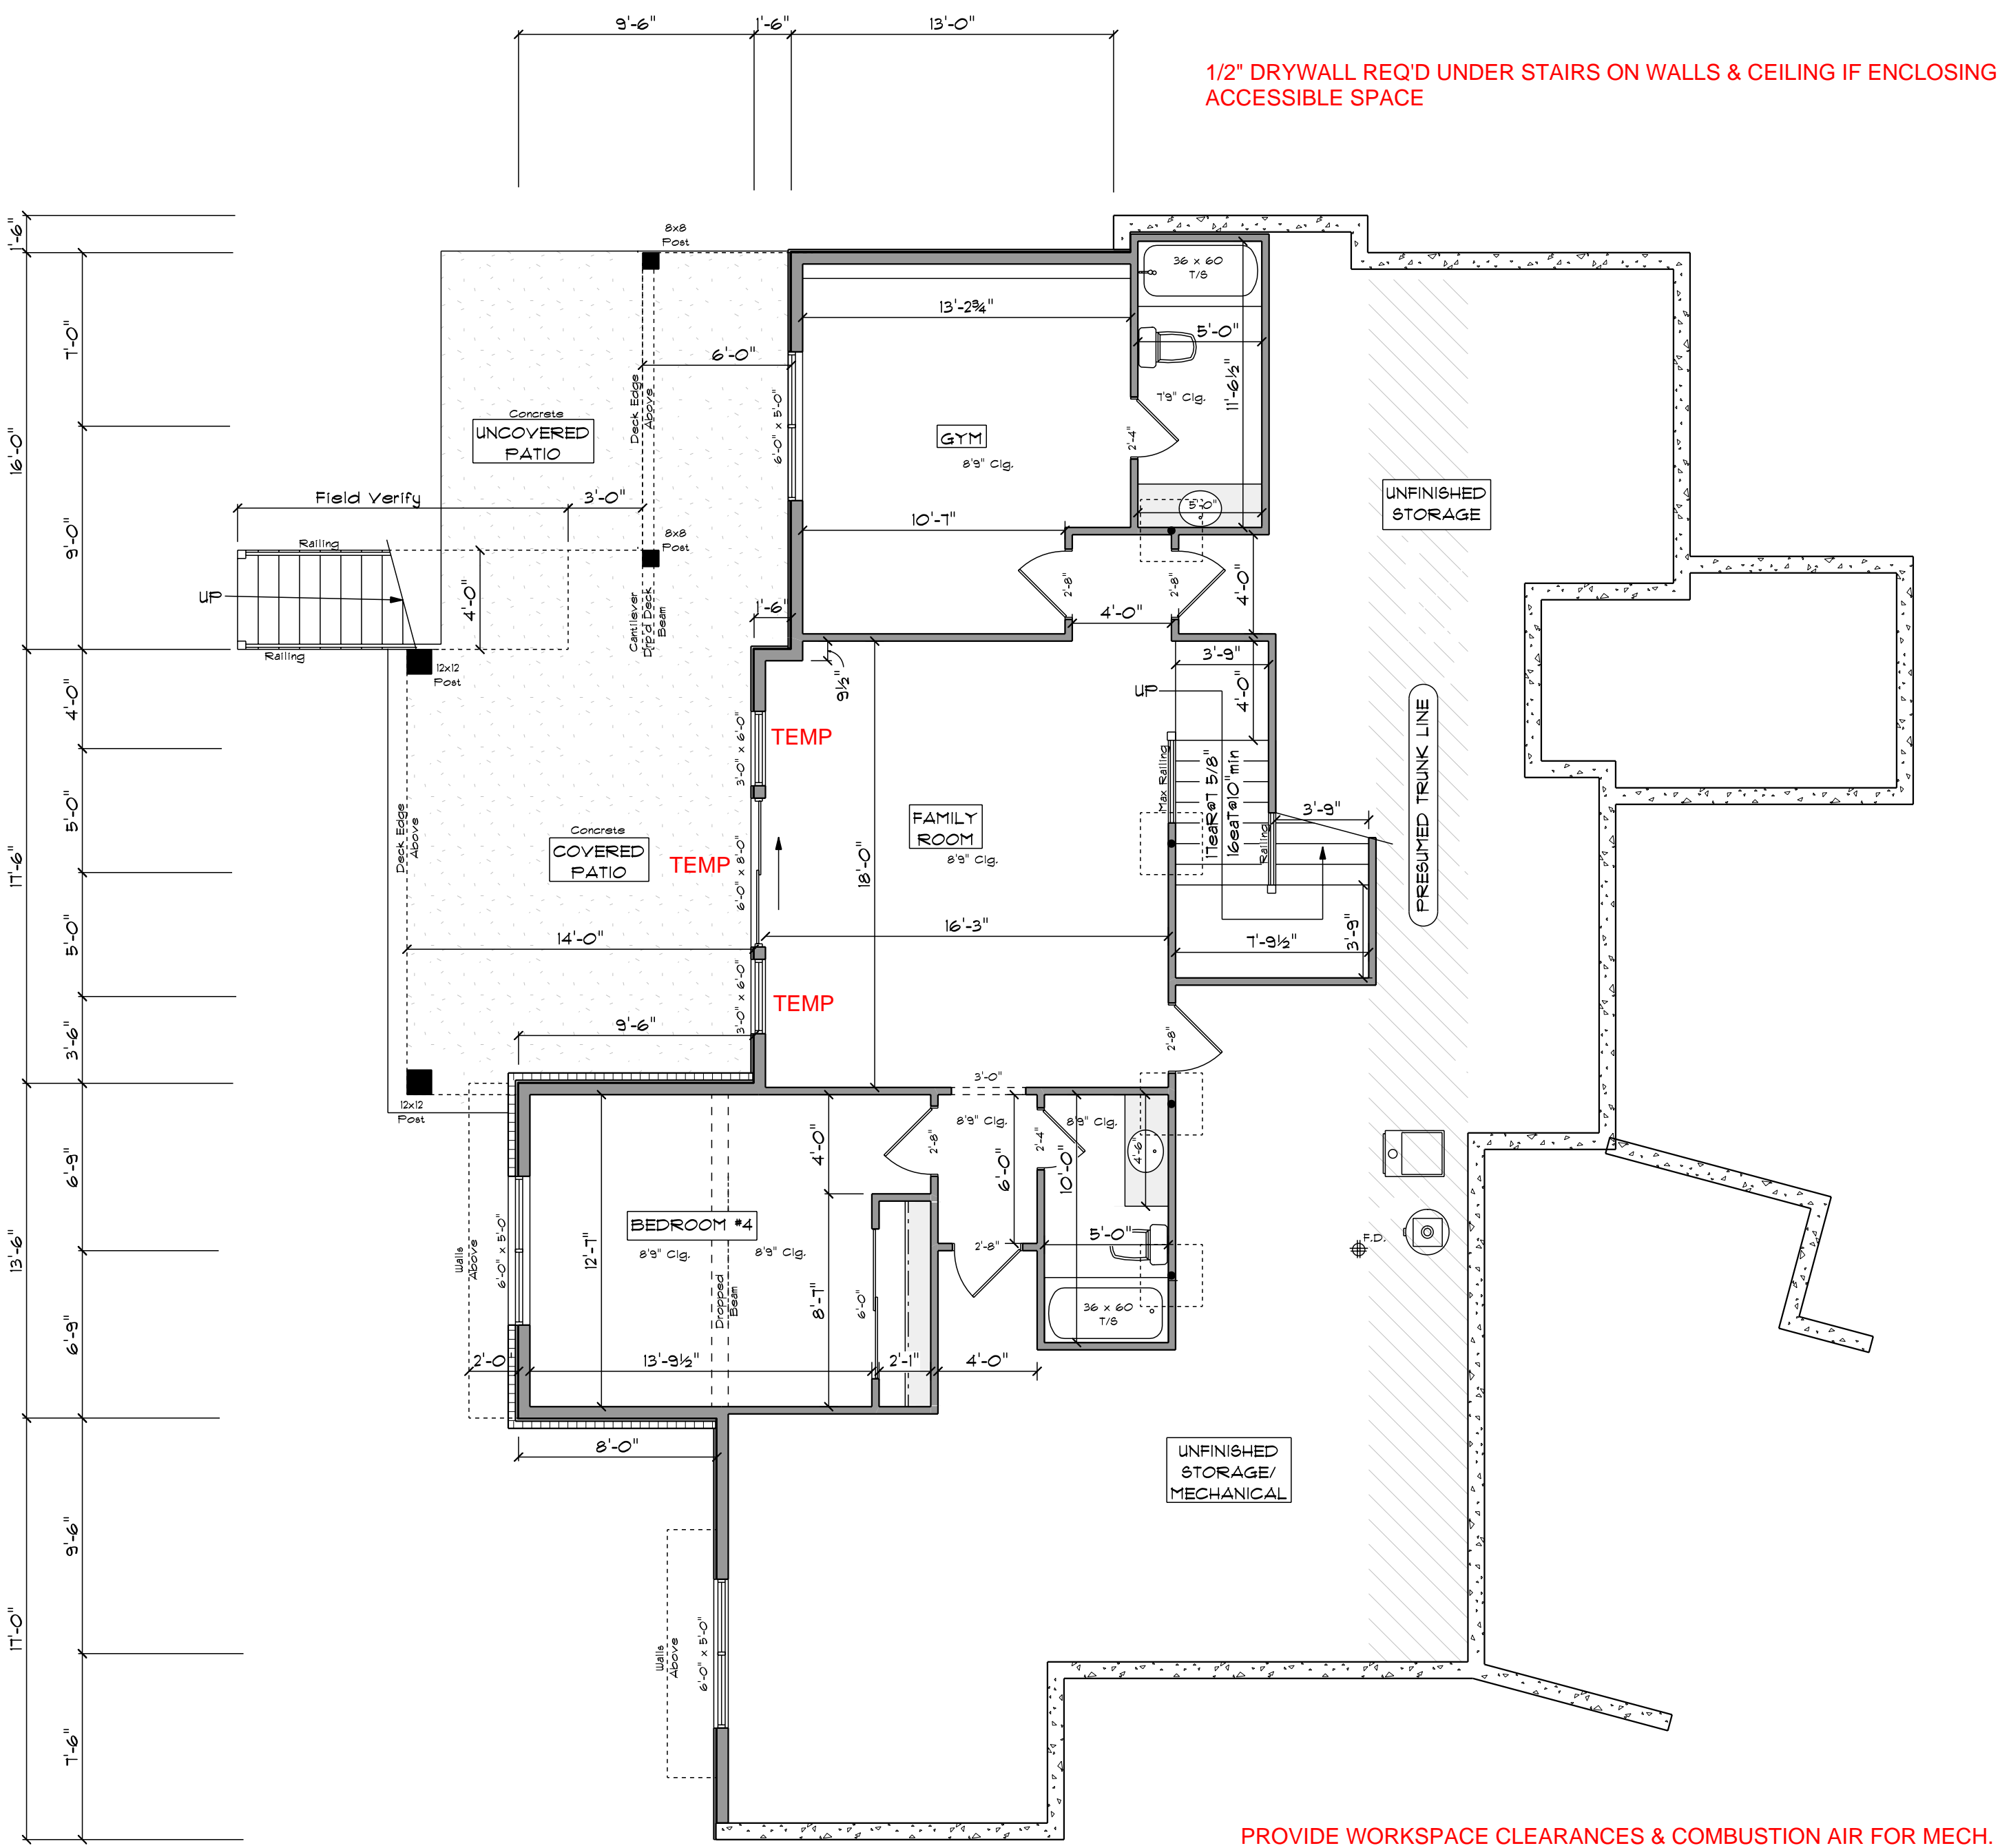 9'-6"
1'-6"
13'-0"
1/2" DRYWALL REQ'D UNDER STAIRS ON WALLS & CEILING IF ENCLOSING
ACCESSIBLE SPACE
1'-6"
16'-0"
17'-6"
13'-6"
17'-0"
7'-0"
9'-0"
4'-0"
5'-0"
5'-0"
3'-6"
6'-9"
6'-9"
9'-6"
7'-6"
8x8
Post
6'-0"
Deck Edge
Above
Concrete
UNCOVERED
PATIO
Field Verify
3'-0"
8x8
Post
Railing
UP
4'-0"
Railing
12x12
Post
Cantilever
Drp'd Deck
Beam
1'-6"
6'-0" x 5'-0"
13'-2¾"
GYM
8'9" Clg.
10'-7"
36 x 60
T/S
5'-0"
11'-6½"
7'9" Clg.
2'-4"
5'-0"
2'-8"
2'-8"
4'-0"
4'-0"
UNFINISHED
STORAGE
9½"
3'-9"
UP
4'-0"
TEMP
3'-0" x 6'-0"
Deck Edge
Above
Concrete
COVERED
PATIO
TEMP
6'-0" x 8'-0"
18'-0"
FAMILY
ROOM
8'9" Clg.
Max Railing
17eaR@7 5/8"
16eaT@10"min
Railing
3'-9"
PRESUMED TRUNK LINE
14'-0"
16'-3"
7'-9½"
3'-9"
3'-0" x 6'-0"
TEMP
9'-6"
2'-8"
3'-0"
12x12
Post
4'-0"
2'-8"
8'9" Clg.
2'-4"
8'9" Clg.
6'-0"
10'-0"
4'-6"
Walls
Above
6'-0" x 5'-0"
12'-7"
BEDROOM #4
8'9" Clg.
8'9" Clg.
Dropped
Beam
8'-7"
6'-0"
2'-8"
5'-0"
F.D.
36 x 60
T/S
2'-0"
13'-9½"
2'-1"
4'-0"
8'-0"
UNFINISHED
STORAGE/
MECHANICAL
Walls
Above
6'-0" x 5'-0"
PROVIDE WORKSPACE CLEARANCES & COMBUSTION AIR FOR MECH.